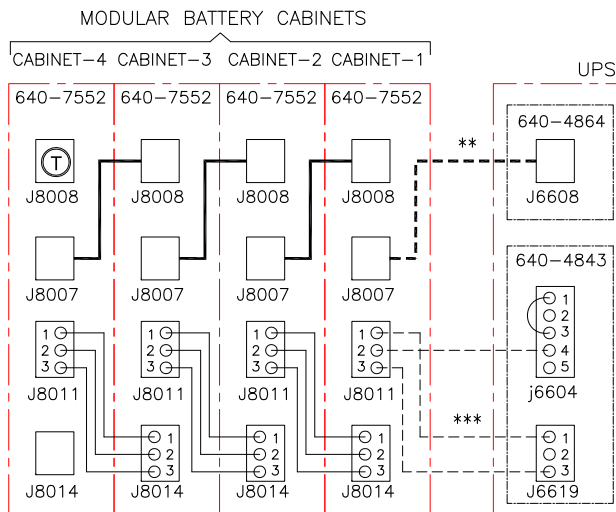 MODULAR BATTERY CABINETS
CABINET-4 CABINET-3 CABINET-2 CABINET-1
UPS
640-7552 640-7552 640-7552 640-7552
640-4864
**
T
J8008 J8008 J8008 J8008 J6608
640-4843
J8007 J8007 J8007 J8007
1 1 1 1 1
2 2 2 2 2
3 3 3 3 3
4
5
J8011 J8011 J8011 J8011 j6604
***
1 1 1 1
2 2 2 2
3 3 3 3
J8014 J8014 J8014 J8014 J6619